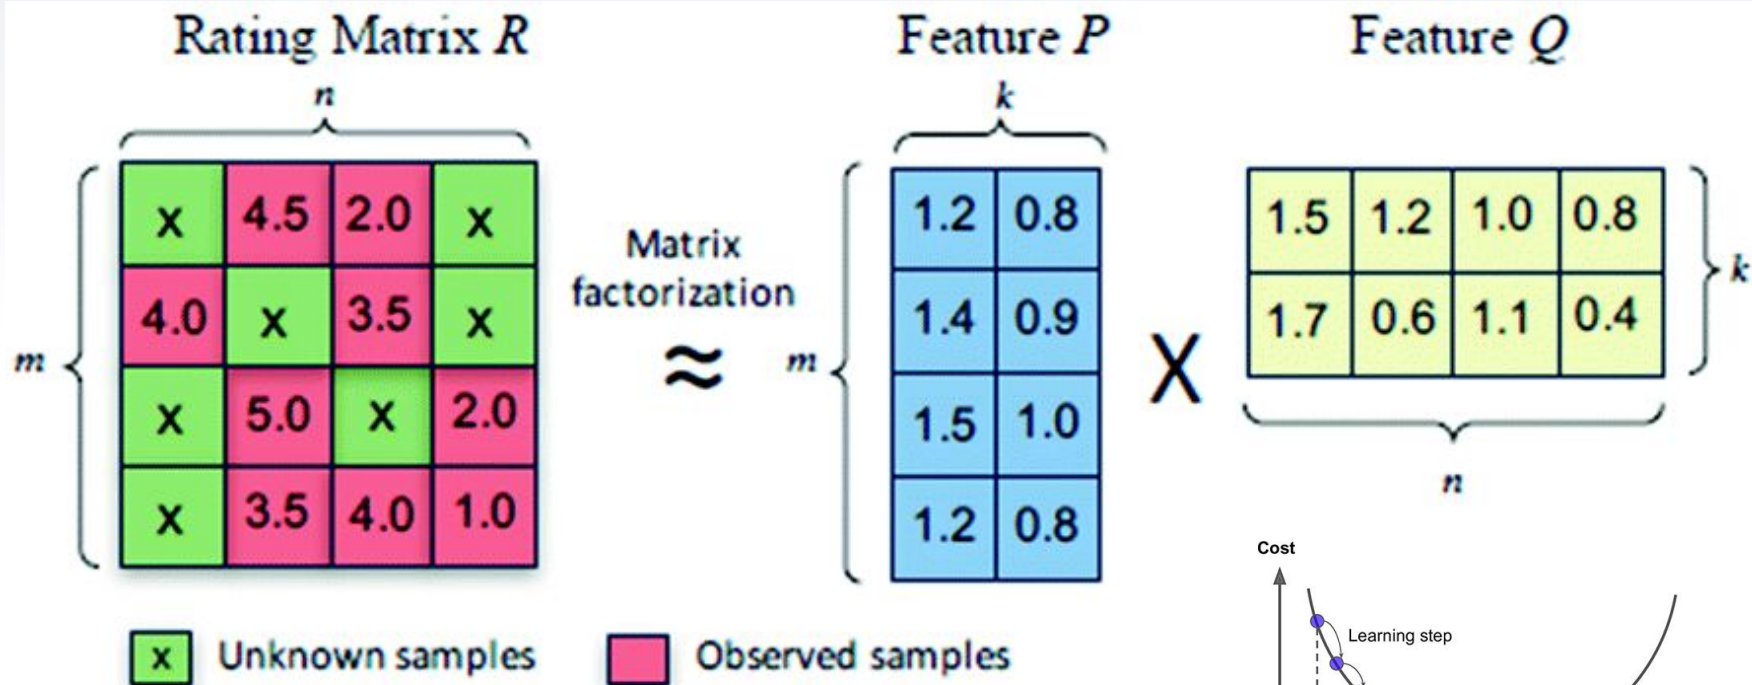 Rating Matrix R
Feature P
Feature Q
n
k
x 4.5 2.0 x
4.0 x 3.5 x
x 5.0 x 2.0
x 3.5 4.0 1.0
m
Matrix
factorization
≈
m
1.2 0.8
1.4 0.9
1.5 1.0
1.2 0.8
X
1.5 1.2 1.0 0.8
1.7 0.6 1.1 0.4
k
n
x Unknown samples
Observed samples
Cost
Learning step